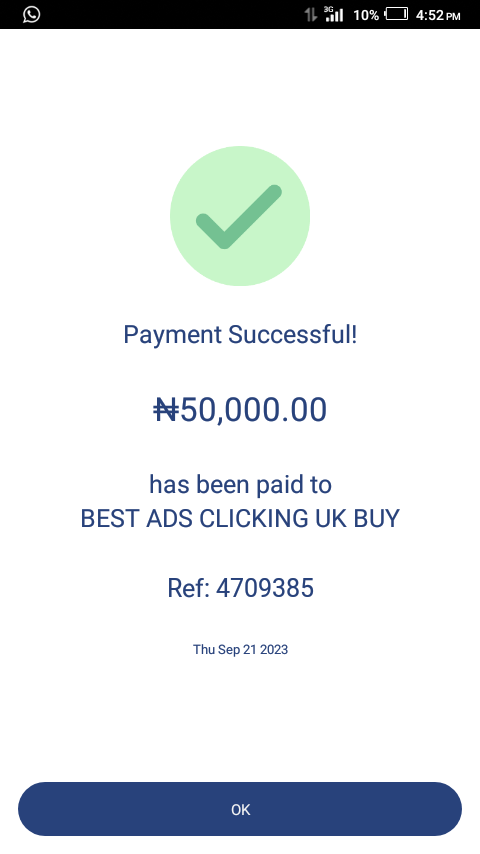 3G 10% 4:52 PM
Payment Successful!
₦50,000.00
has been paid to
BEST ADS CLICKING UK BUY
Ref: 4709385
Thu Sep 21 2023
OK